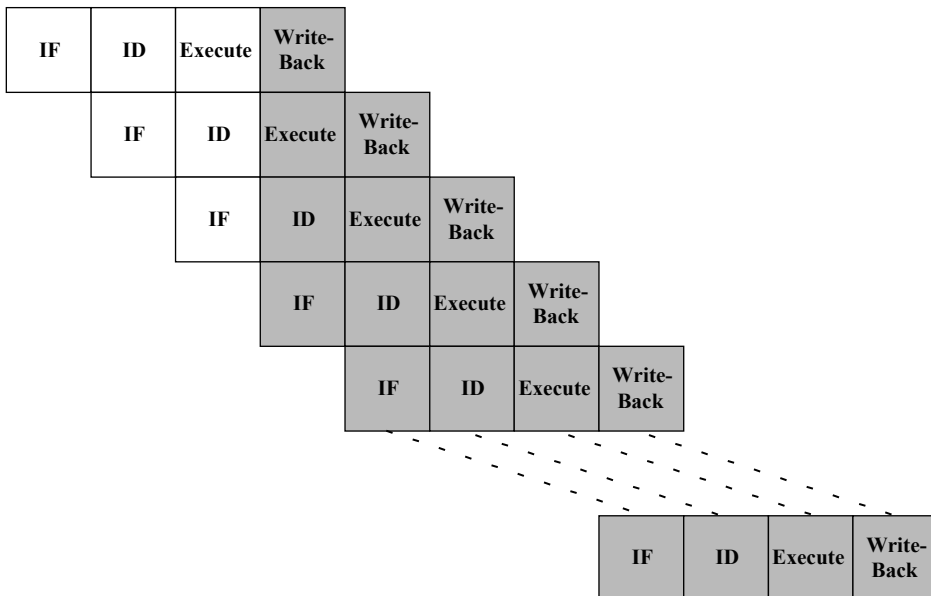 IF ID Execute Write-
Back
IF ID Execute Write-
Back
IF ID Execute Write-
Back
IF ID Execute Write-
Back
IF ID Execute Write-
Back
IF ID Execute Write-
Back